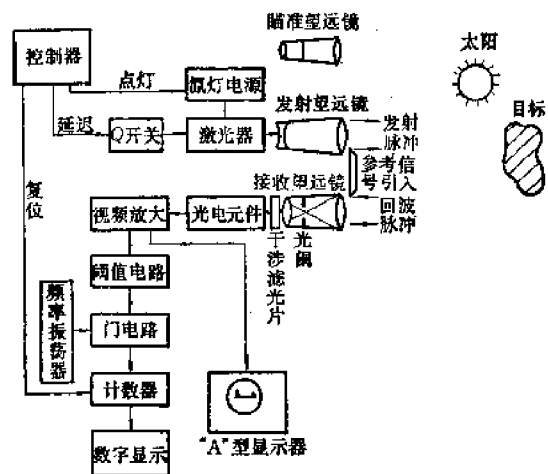 瞄准望远镜
太阳
控制器
点灯
氙灯电源
发射望远镜
目标
延迟
Q开关
激光器
发射
脉冲
参考信
号引入
复位
接收望远镜
视频放大
光电元件
回波
脉冲
干涉滤光片
光阑
阈值电路
频率振荡器
门电路
计数器
数字显示
“A”型显示器